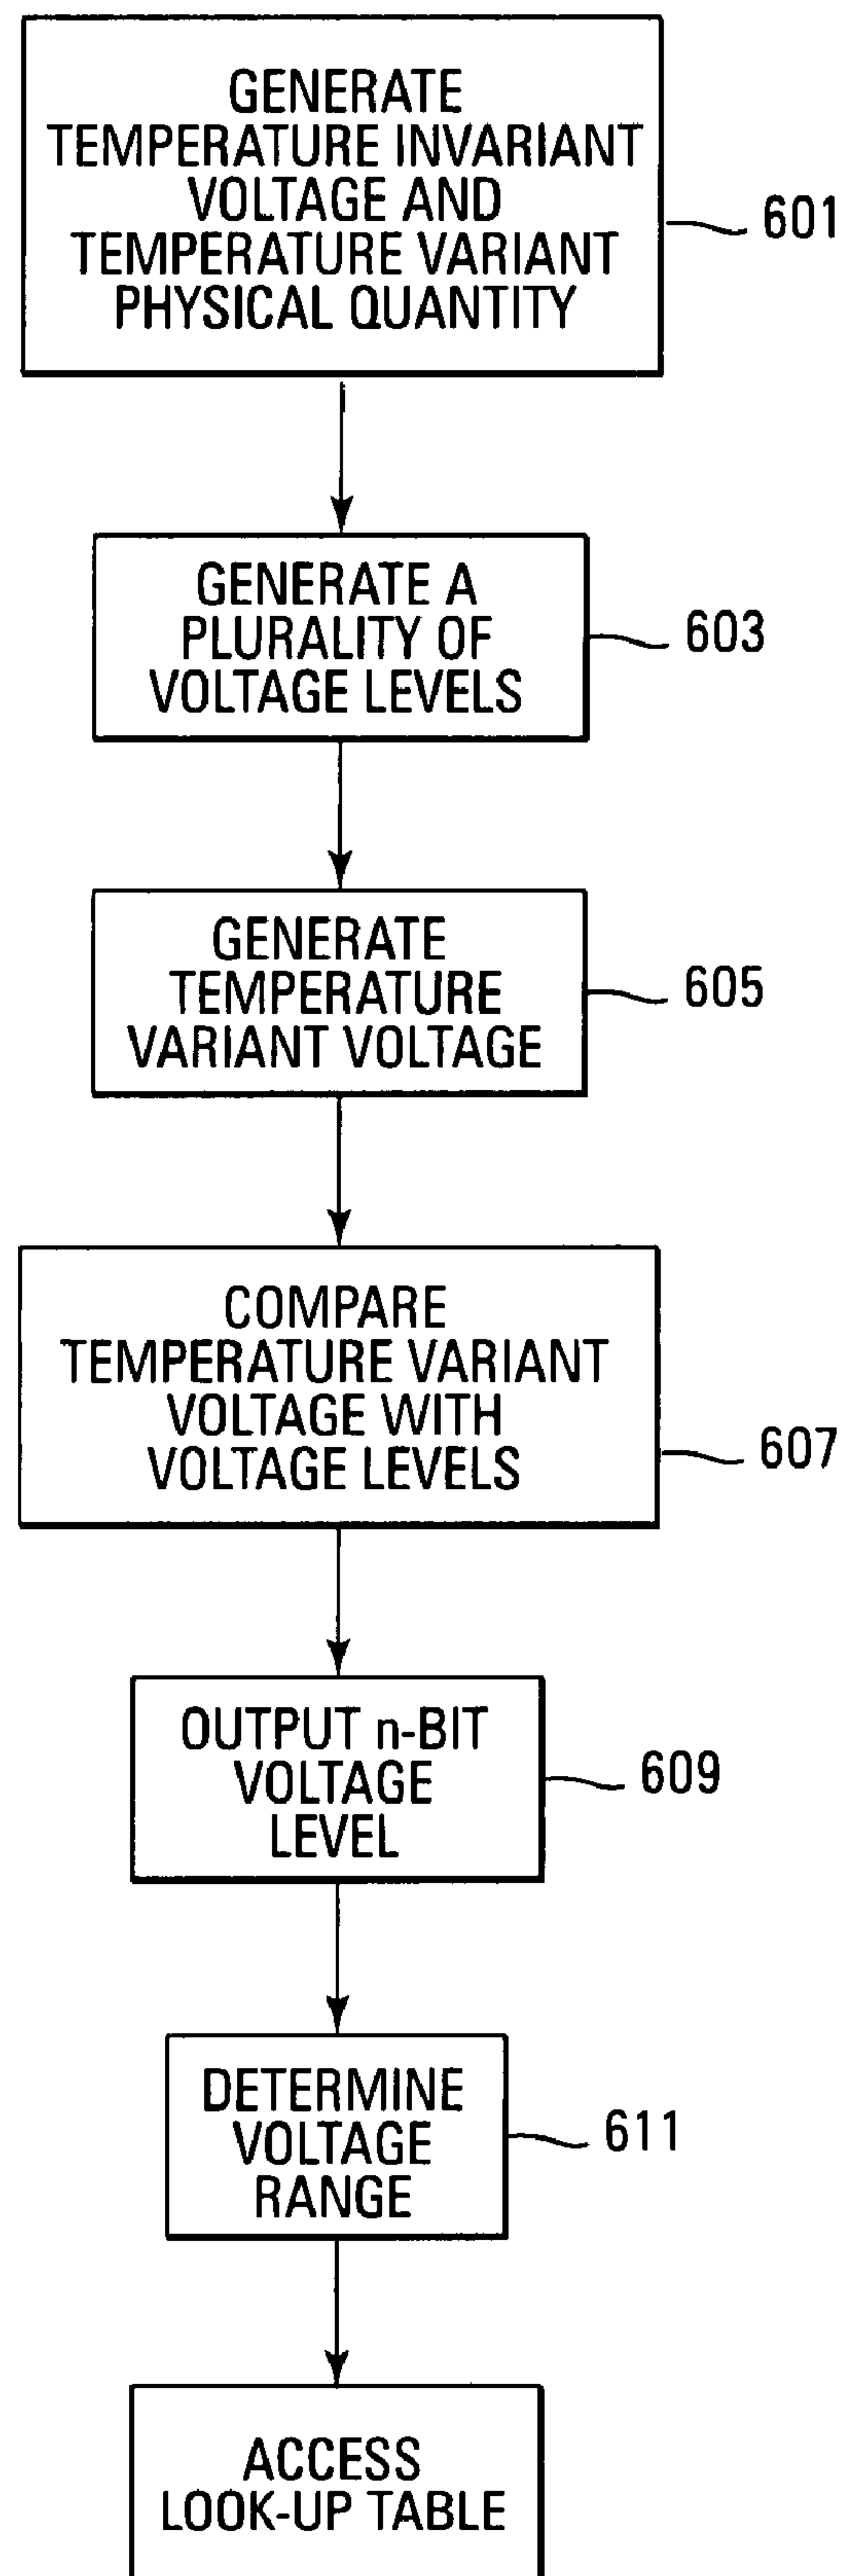 GENERATE
TEMPERATURE INVARIANT
VOLTAGE AND
TEMPERATURE VARIANT
PHYSICAL QUANTITY
601
GENERATE A
PLURALITY OF
VOLTAGE LEVELS
603
GENERATE
TEMPERATURE
VARIANT VOLTAGE
605
COMPARE
TEMPERATURE VARIANT
VOLTAGE WITH
VOLTAGE LEVELS
607
OUTPUT n-BIT
VOLTAGE
LEVEL
609
DETERMINE
VOLTAGE
RANGE
611
ACCESS
LOOK-UP TABLE